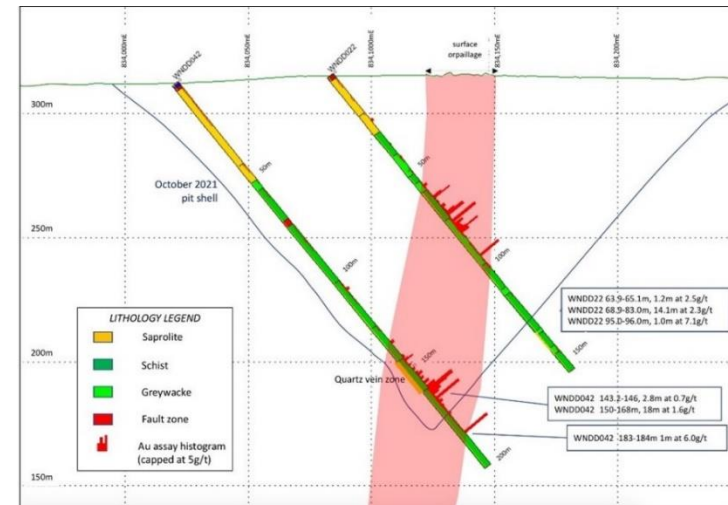 834,000mE
834,050mE
834,1000mE
834,150mE
834,200mE
WNDD042
WNDD022
surface
orpaillage
300m
250m
200m
150m
October 2021
pit shell
50m
100m
150m
200m
50m
100m
150m
Quartz vein zone
LITHOLOGY LEGEND
Saprolite
Schist
Greywacke
Fault zone
Au assay histogram
(capped at 5g/t)
WNDD22 63.9-65.1m, 1.2m at 2.5g/t
WNDD22 68.9-83.0m, 14.1m at 2.3g/t
WNDD22 95.0-96.0m, 1.0m at 7.1g/t
WNDD042 143.2-146, 2.8m at 0.7g/t
WNDD042 150-168m, 18m at 1.6g/t
WNDD042 -183-184m 1m at 6.0g/t